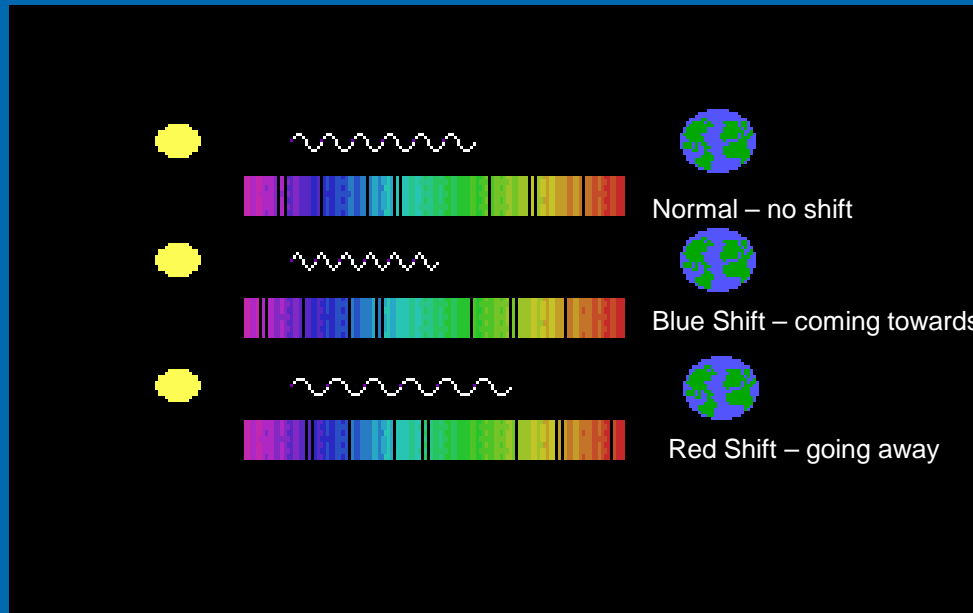 Normal – no shift
Blue Shift – coming towards
Red Shift – going away